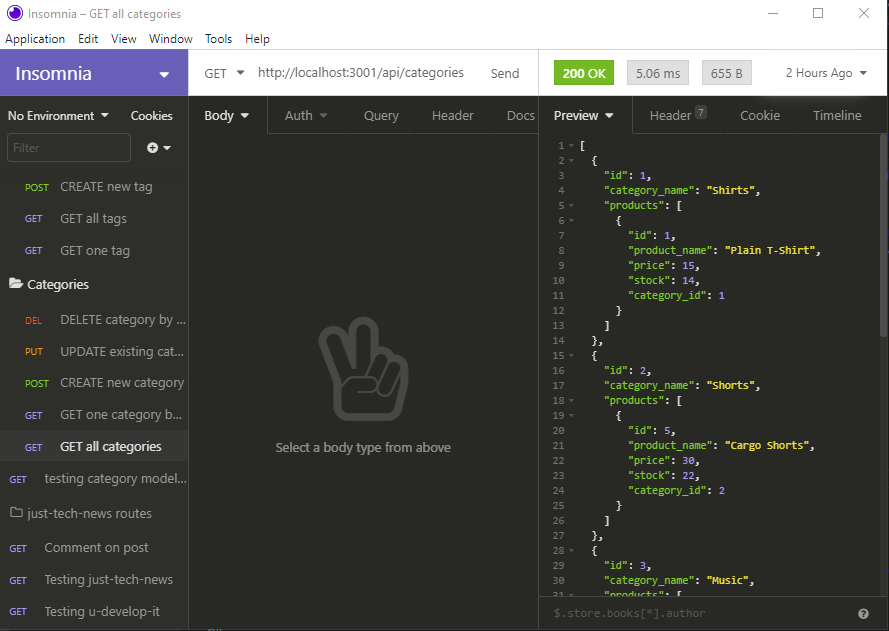 Insomnia – GET all categories
Application Edit View Window Tools Help
Insomnia
GET http://localhost:3001/api/categories Send
200 OK 5.06 ms 655 B 2 Hours Ago
No Environment Cookies
Body Auth Query Header Docs
Preview Header 7 Cookie Timeline
Filter
POST CREATE new tag
GET GET all tags
GET GET one tag
Categories
DEL DELETE category by ...
PUT UPDATE existing cat...
POST CREATE new category
GET GET one category b...
GET GET all categories
GET testing category model...
just-tech-news routes
GET Comment on post
GET Testing just-tech-news
GET Testing u-develop-it
Select a body type from above
1 [
2 {
3 "id": 1,
4 "category_name": "Shirts",
5 "products": [
6 {
7 "id": 1,
8 "product_name": "Plain T-Shirt",
9 "price": 15,
10 "stock": 14,
11 "category_id": 1
12 }
13 ]
14 },
15 {
16 "id": 2,
17 "category_name": "Shorts",
18 "products": [
19 {
20 "id": 5,
21 "product_name": "Cargo Shorts",
22 "price": 30,
23 "stock": 22,
24 "category_id": 2
25 }
26 ]
27 },
28 {
29 "id": 3,
30 "category_name": "Music",
31 "products": [
$.store.books[*].author